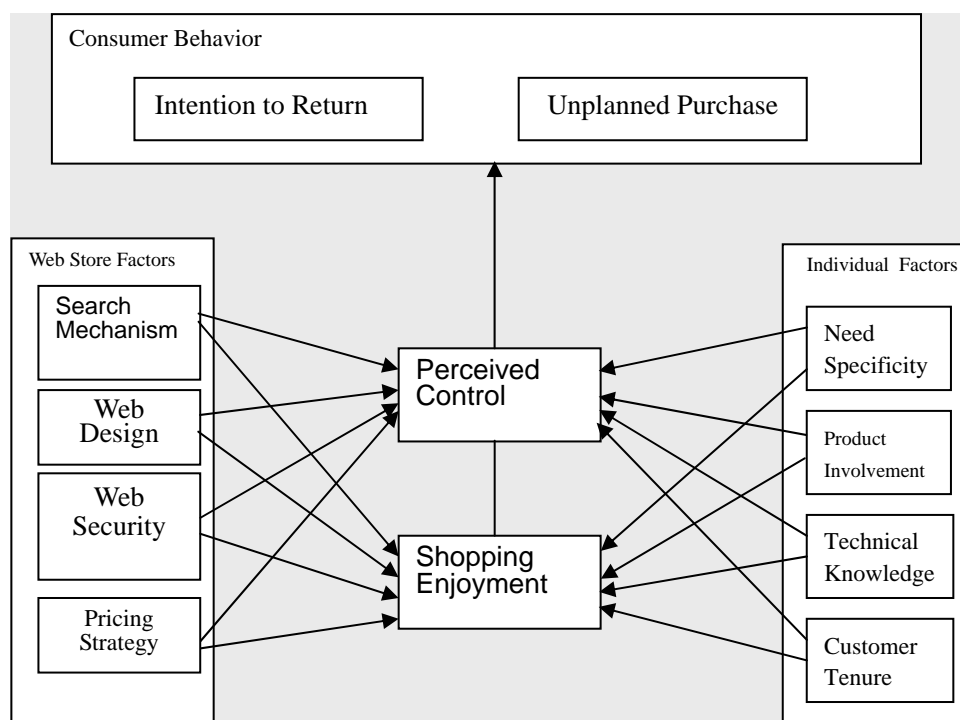 Consumer Behavior
Intention to Return
Unplanned Purchase
Web Store Factors
Search
Mechanism
Web
Design
Web
Security
Pricing
Strategy
Perceived
Control
Shopping
Enjoyment
Individual Factors
Need
Specificity
Product
Involvement
Technical
Knowledge
Customer
Tenure